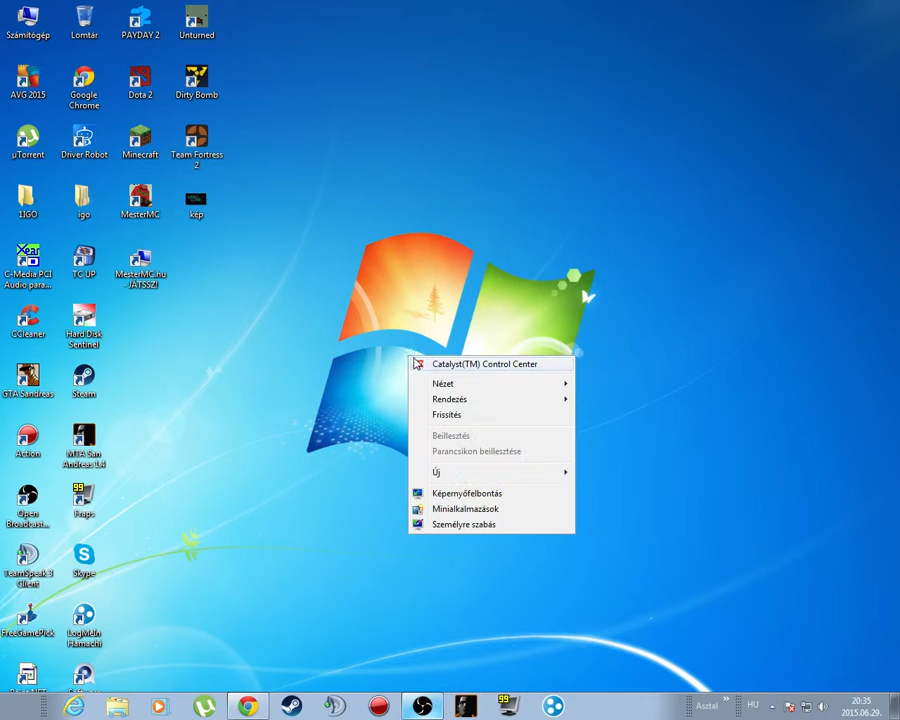 Számítógép
Lomtár
PAYDAY 2
Unturned
AVG 2015
Google
Chrome
Dota 2
Dirty Bomb
µTorrent
Driver Robot
Minecraft
Team Fortress
2
1IGO
igo
MesterMC
kép
Xear
C-Media PCI
Audio para...
TC UP
MesterMC.hu
- JÁTSSZ!
CCleaner
Hard Disk
Sentinel
GTA Sandreas
Steam
Action
MTA San
Andreas 1.4
Open
Broadcast...
99
Fraps
TeamSpeak 3
Client
Skype
FreeGamePick
LogMeIn
Hamachi
Catalyst(TM) Control Center
Nézet
Rendezés
Frissítés
Beillesztés
Parancsikon beillesztése
Új
Képernyőfelbontás
Minialkalmazások
Személyre szabás
99
Asztal
»
HU
20:35
2015.06.29.